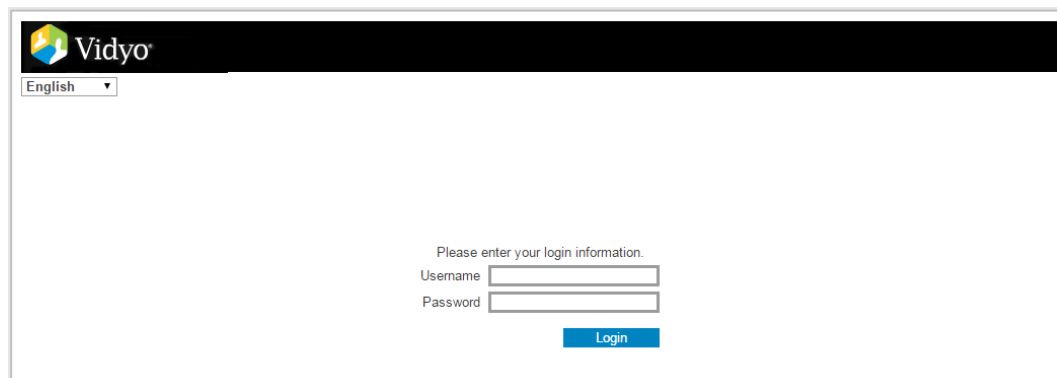 Vidyo
English
Please enter your login information.
Username
Password
Login